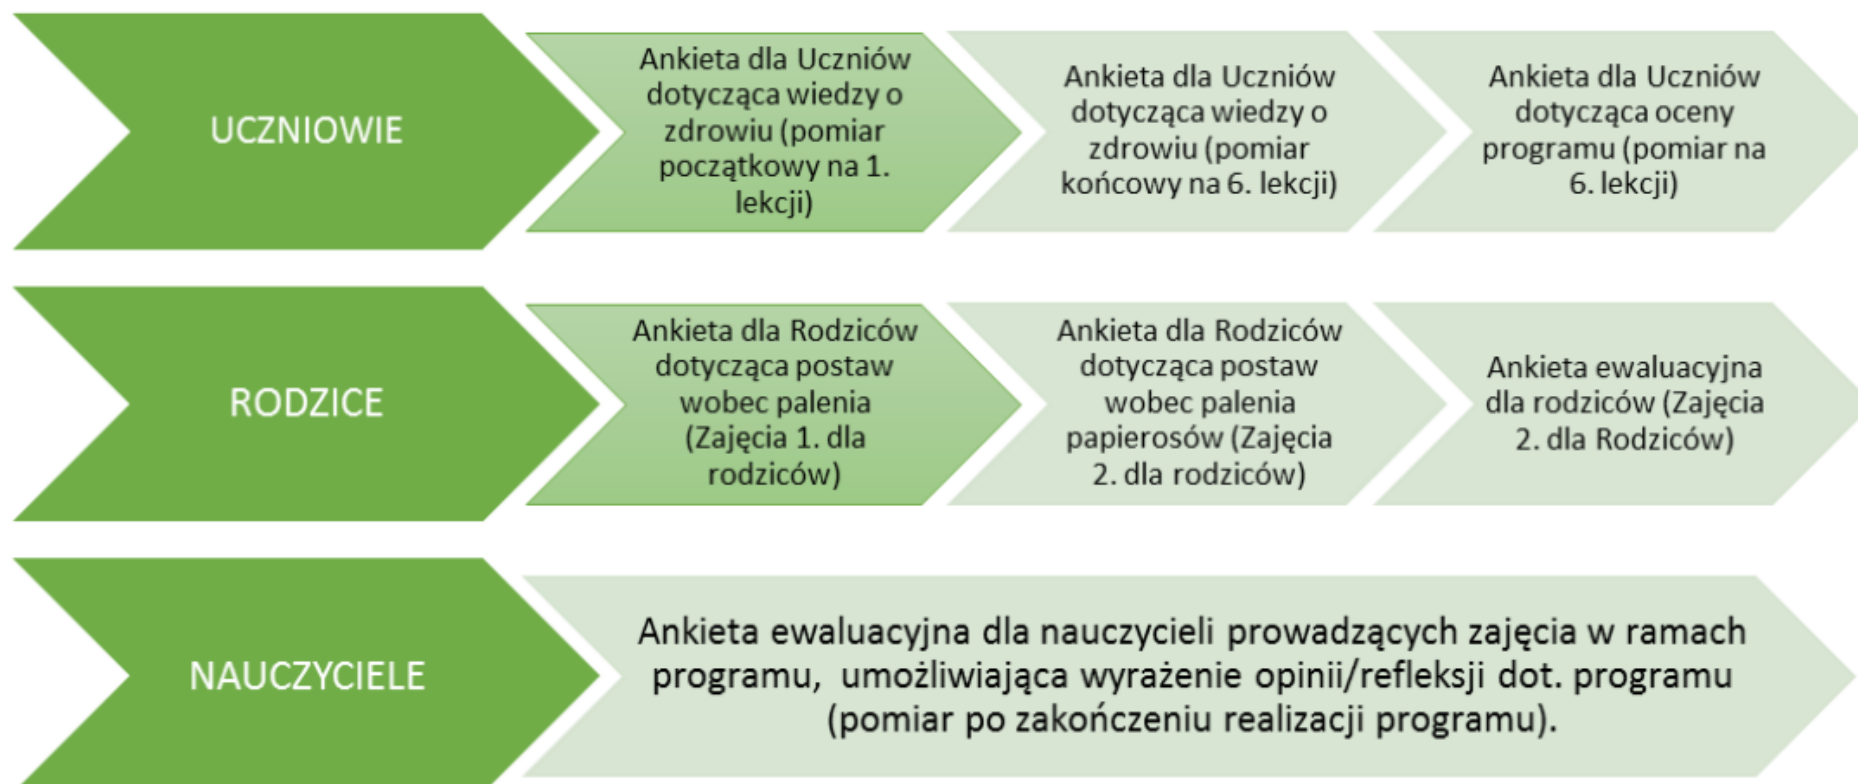 UCZNIOWIE
Ankieta dla Uczniów
dotycząca wiedzy o
zdrowiu (pomiar
początkowy na 1.
lekcji)
Ankieta dla Uczniów
dotycząca wiedzy o
zdrowiu (pomiar
końcowy na 6. lekcji)
Ankieta dla Uczniów
dotycząca oceny
programu (pomiar na
6. lekcji)
RODZICE
Ankieta dla Rodziców
dotycząca postaw
wobec palenia
(Zajęcia 1. dla
rodziców)
Ankieta dla Rodziców
dotycząca postaw
wobec palenia
papierosów (Zajęcia
2. dla rodziców)
Ankieta ewaluacyjna
dla rodziców (Zajęcia
2. dla Rodziców)
NAUCZYCIELE
Ankieta ewaluacyjna dla nauczycieli prowadzących zajęcia w ramach
programu,  umożliwiająca wyrażenie opinii/refleksji dot. programu
(pomiar po zakończeniu realizacji programu).